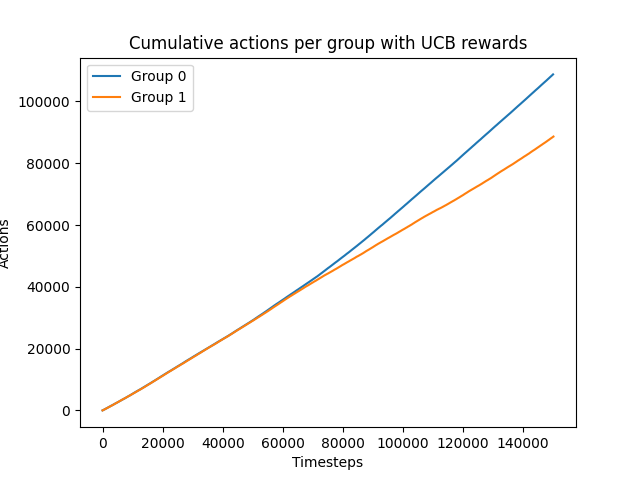 Cumulative actions per group with UCB rewards
Group 0
Group 1
100000
80000
60000
40000
20000
0
Actions
0 20000 40000 60000 80000 100000 120000 140000
Timesteps